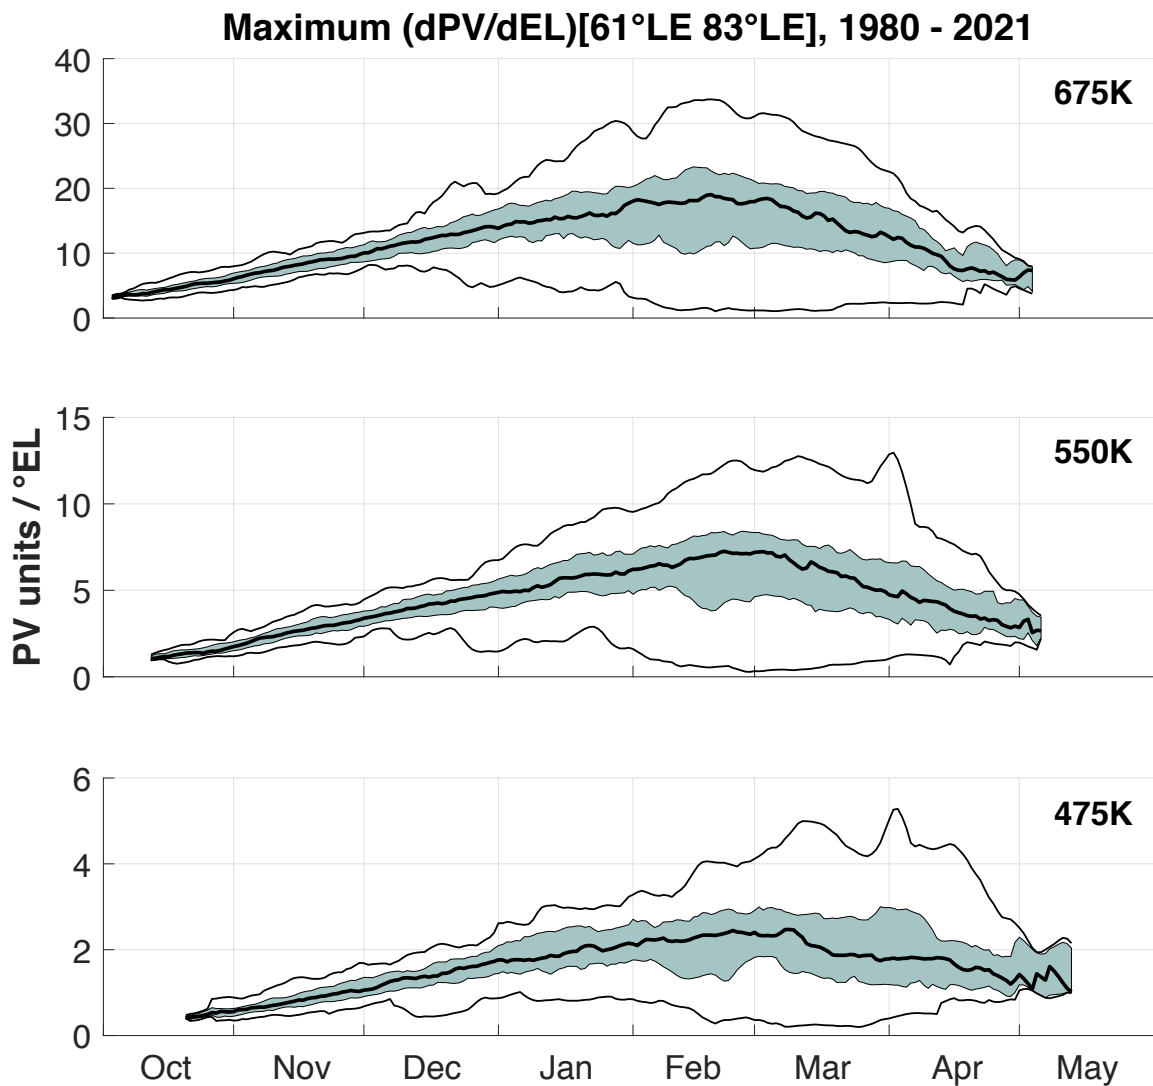 Maximum (dPV/dEL)[61°LE 83°LE], 1980 - 2021
40
675K
30
20
10
0
15
550K
10
5
0
PV units / °EL
6
475K
4
2
0
Oct Nov Dec Jan Feb Mar Apr May